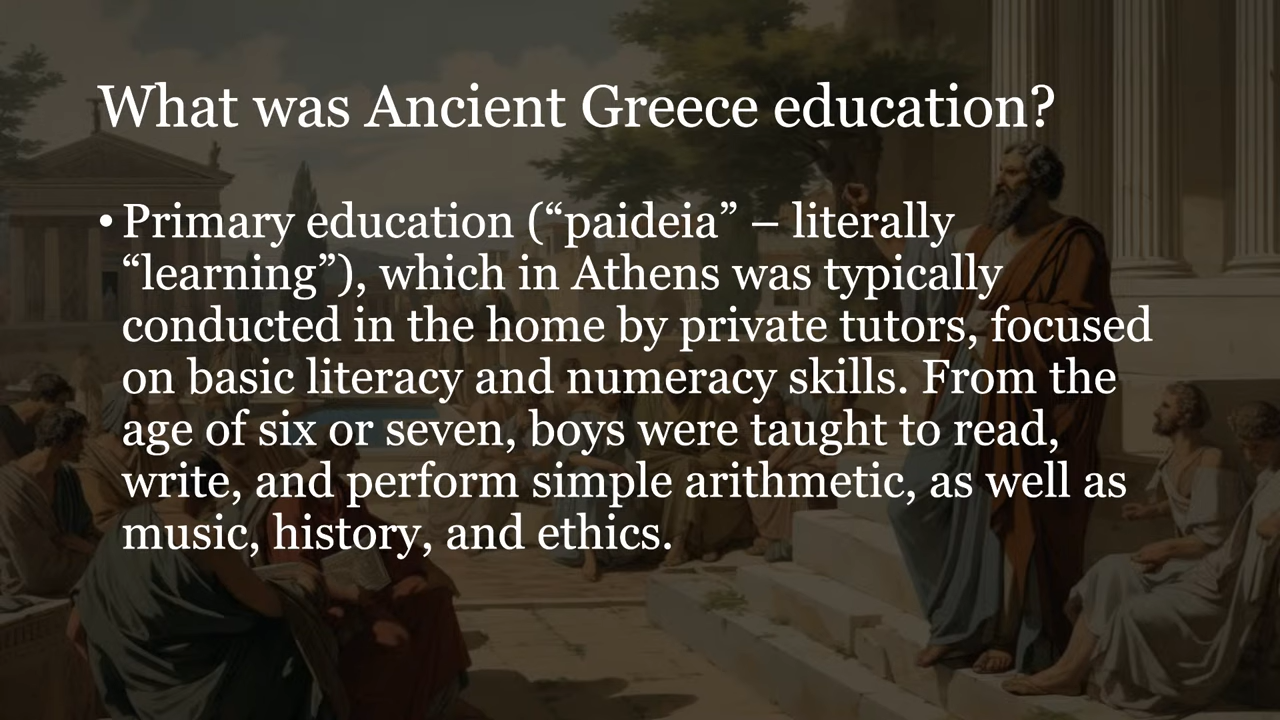 What was Ancient Greece education?
• Primary education (“paideia” – literally
“learning”), which in Athens was typically
conducted in the home by private tutors, focused
on basic literacy and numeracy skills. From the
age of six or seven, boys were taught to read,
write, and perform simple arithmetic, as well as
music, history, and ethics.